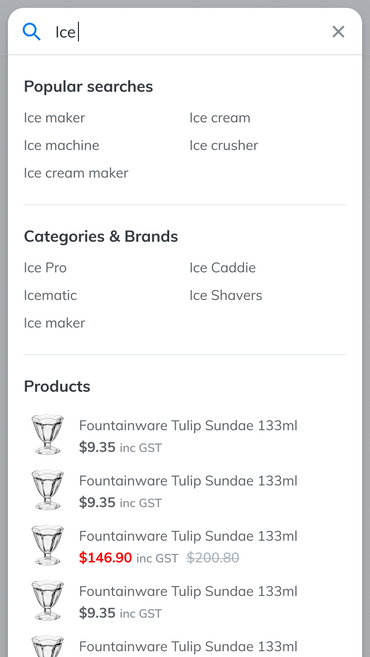 Ice
Popular searches
Ice maker
Ice cream
Ice machine
Ice crusher
Ice cream maker
Categories & Brands
Ice Pro
Ice Caddie
Icematic
Ice Shavers
Ice maker
Products
Fountainware Tulip Sundae 133ml
$9.35 inc GST
Fountainware Tulip Sundae 133ml
$9.35 inc GST
Fountainware Tulip Sundae 133ml
$146.90 inc GST $200.80
Fountainware Tulip Sundae 133ml
$9.35 inc GST
Fountainware Tulip Sundae 133ml